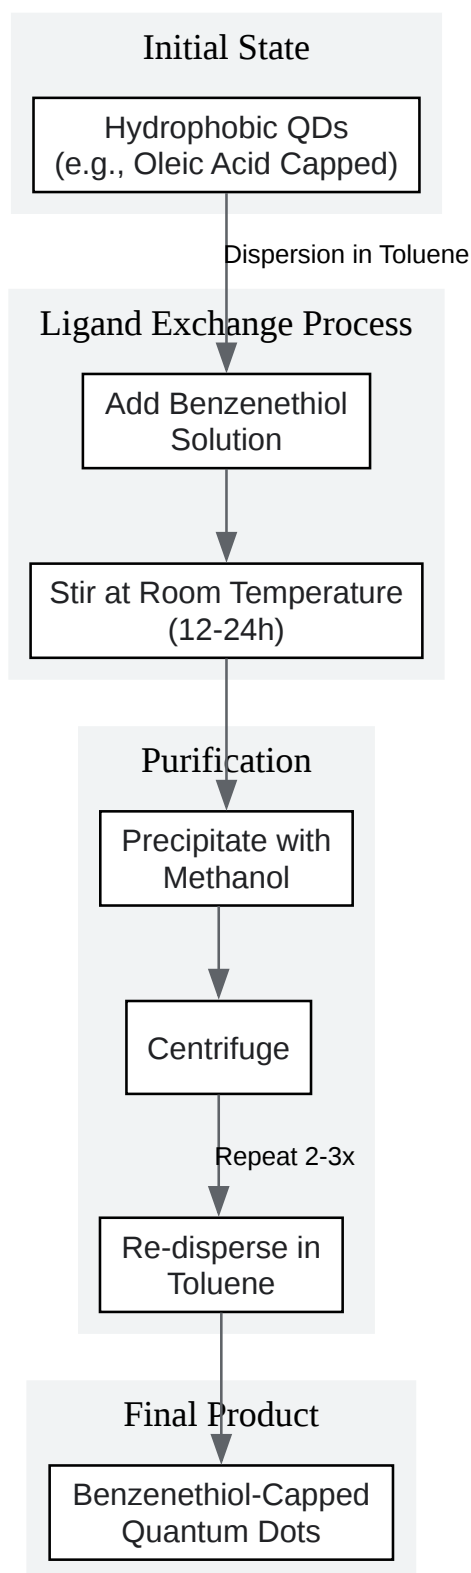 Initial State
Hydrophobic QDs
(e.g., Oleic Acid Capped)
Dispersion in Toluene
Ligand Exchange Process
Add Benzenethiol
Solution
Stir at Room Temperature
(12-24h)
Purification
Precipitate with
Methanol
Centrifuge
Repeat 2-3x
Re-disperse in
Toluene
Final Product
Benzenethiol-Capped
Quantum Dots